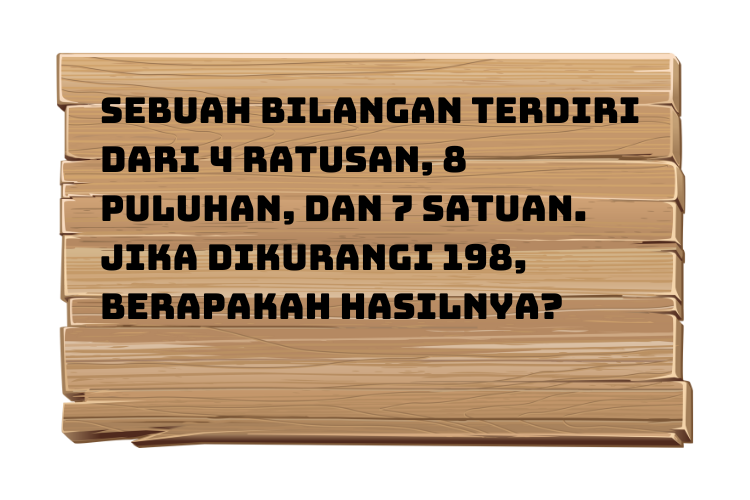 SEBUAH BILANGAN TERDIRI
DARI 4 RATUSAN, 8
PULUHAN, DAN 7 SATUAN.
JIKA DIKURANGI 198,
BERAPAKAH HASILNYA?